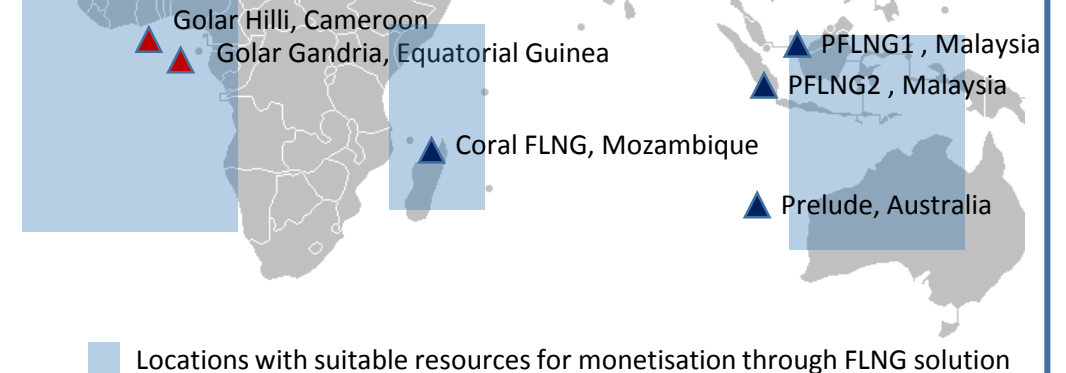 Golar Hilli, Cameroon
Golar Gandria, Equatorial Guinea
PFLNG1 , Malaysia
PFLNG2 , Malaysia
Coral FLNG, Mozambique
Prelude, Australia
Locations with suitable resources for monetisation through FLNG solution